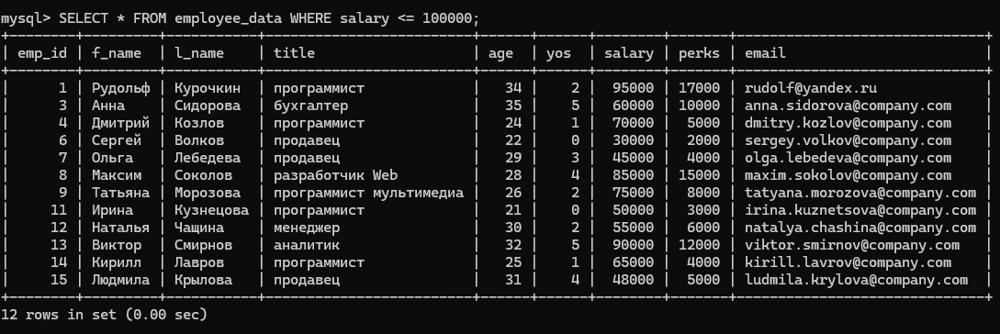 mysql> SELECT * FROM employee_data WHERE salary <= 100000;
+--------+---------+-----------+------------------------+-----+------+--------+-------+------------------------------+
| emp_id | f_name  | l_name    | title                  | age  | yos  | salary | perks | email                        |
+--------+---------+-----------+------------------------+-----+------+--------+-------+------------------------------+
|      1 | Рудольф | Курочкин  | программист            |   34 |    2 |  95000 | 17000 | rudolf@yandex.ru             |
|      3 | Анна    | Сидорова  | бухгалтер              |   35 |    5 |  60000 | 10000 | anna.sidorova@company.com    |
|      4 | Дмитрий | Козлов    | программист            |   24 |    1 |  70000 |  5000 | dmitry.kozlov@company.com    |
|      6 | Сергей  | Волков    | продавец               |   22 |    0 |  30000 |  2000 | sergey.volkov@company.com    |
|      7 | Ольга   | Лебедева  | продавец               |   29 |    3 |  45000 |  4000 | olga.lebedeva@company.com    |
|      8 | Максим  | Соколов   | разработчик Web        |   28 |    4 |  85000 | 15000 | maxim.sokolov@company.com    |
|      9 | Татьяна | Морозова  | программист мультимедиа |   26 |    2 |  75000 |  8000 | tatyana.morozova@company.com |
|     11 | Ирина   | Кузнецова | программист            |   21 |    0 |  50000 |  3000 | irina.kuznetsova@company.com |
|     12 | Наталья | Чащина    | менеджер               |   30 |    2 |  55000 |  6000 | natalya.chashina@company.com |
|     13 | Виктор  | Смирнов   | аналитик               |   32 |    5 |  90000 | 12000 | viktor.smirnov@company.com   |
|     14 | Кирилл  | Лавров    | программист            |   25 |    1 |  65000 |  4000 | kirill.lavrov@company.com    |
|     15 | Людмила | Крылова   | продавец               |   31 |    4 |  48000 |  5000 | ludmila.krylova@company.com  |
+--------+---------+-----------+------------------------+-----+------+--------+-------+------------------------------+
12 rows in set (0.00 sec)